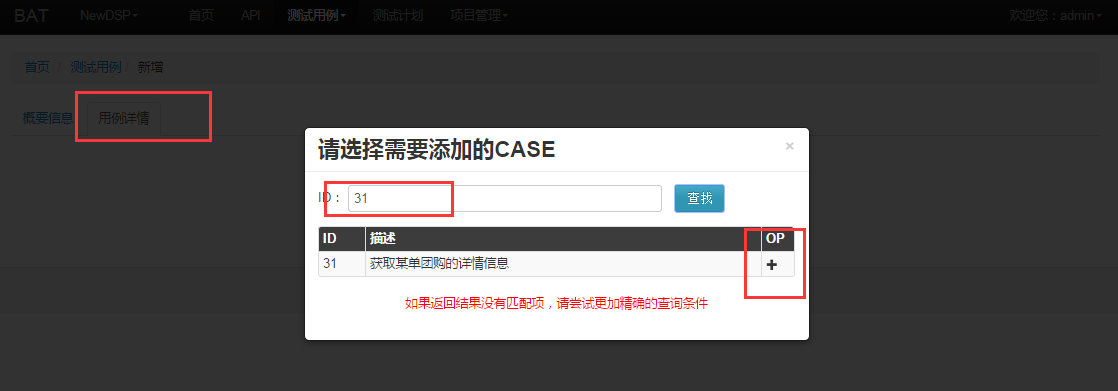 BAT NewDSP 首页 API 测试用例 测试计划 项目管理 欢迎您：admin
首页 / 测试用例 / 新增
概要信息 用例详情
请选择需要添加的CASE ×
ID： 31 查找
ID 描述 OP
31 获取某单团购的详情信息
如果返回结果没有匹配项，请尝试更加精确的查询条件